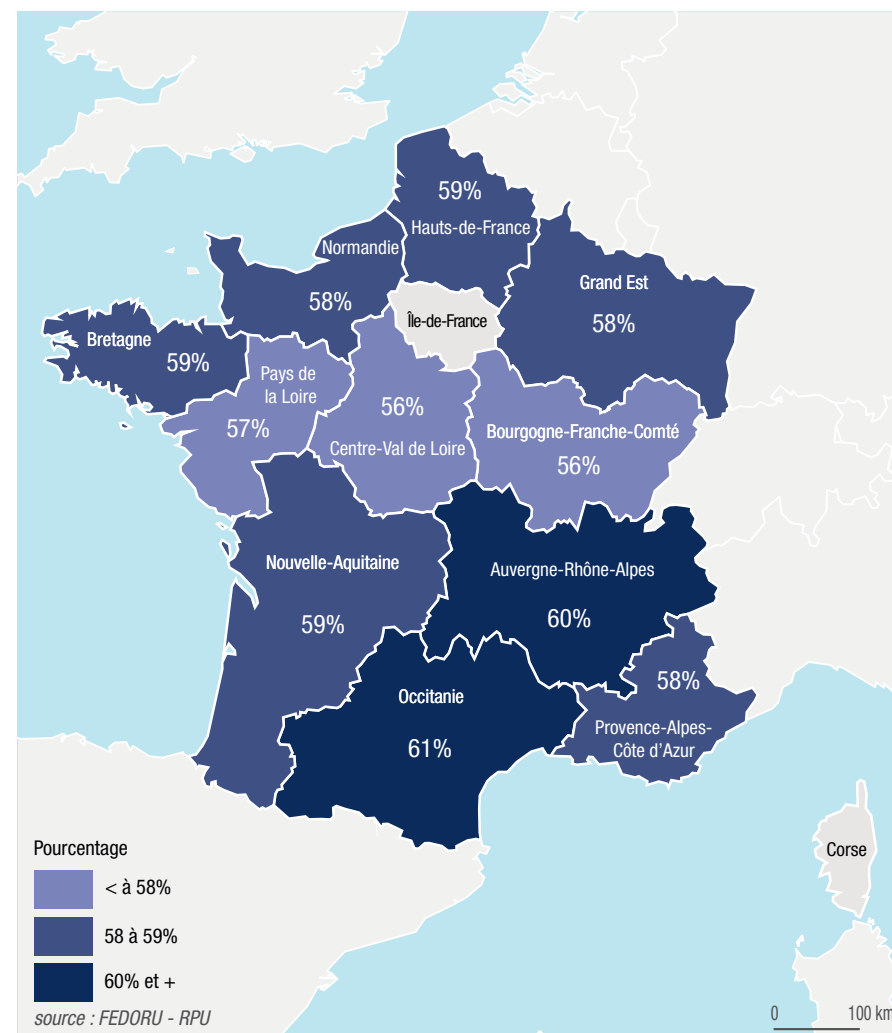 59%
Hauts-de-France
Normandie
58%
Grand Est
58%
Île-de-France
Bretagne
59%
Pays de
la Loire
57%
56%
Centre-Val de Loire
Bourgogne-Franche-Comté
56%
Nouvelle-Aquitaine
59%
Auvergne-Rhône-Alpes
60%
58%
Provence-Alpes-
Côte d'Azur
Occitanie
61%
Corse
Pourcentage
< à 58%
58 à 59%
60% et +
source : FEDORU - RPU
0 100 km